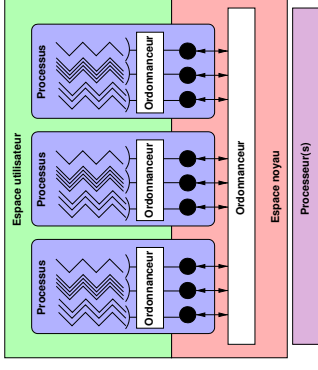 Espace utilisateur
Processus
Ordonnanceur
Processus
Ordonnanceur
Processus
Ordonnanceur
Ordonnanceur
Espace noyau
Processeur(s)